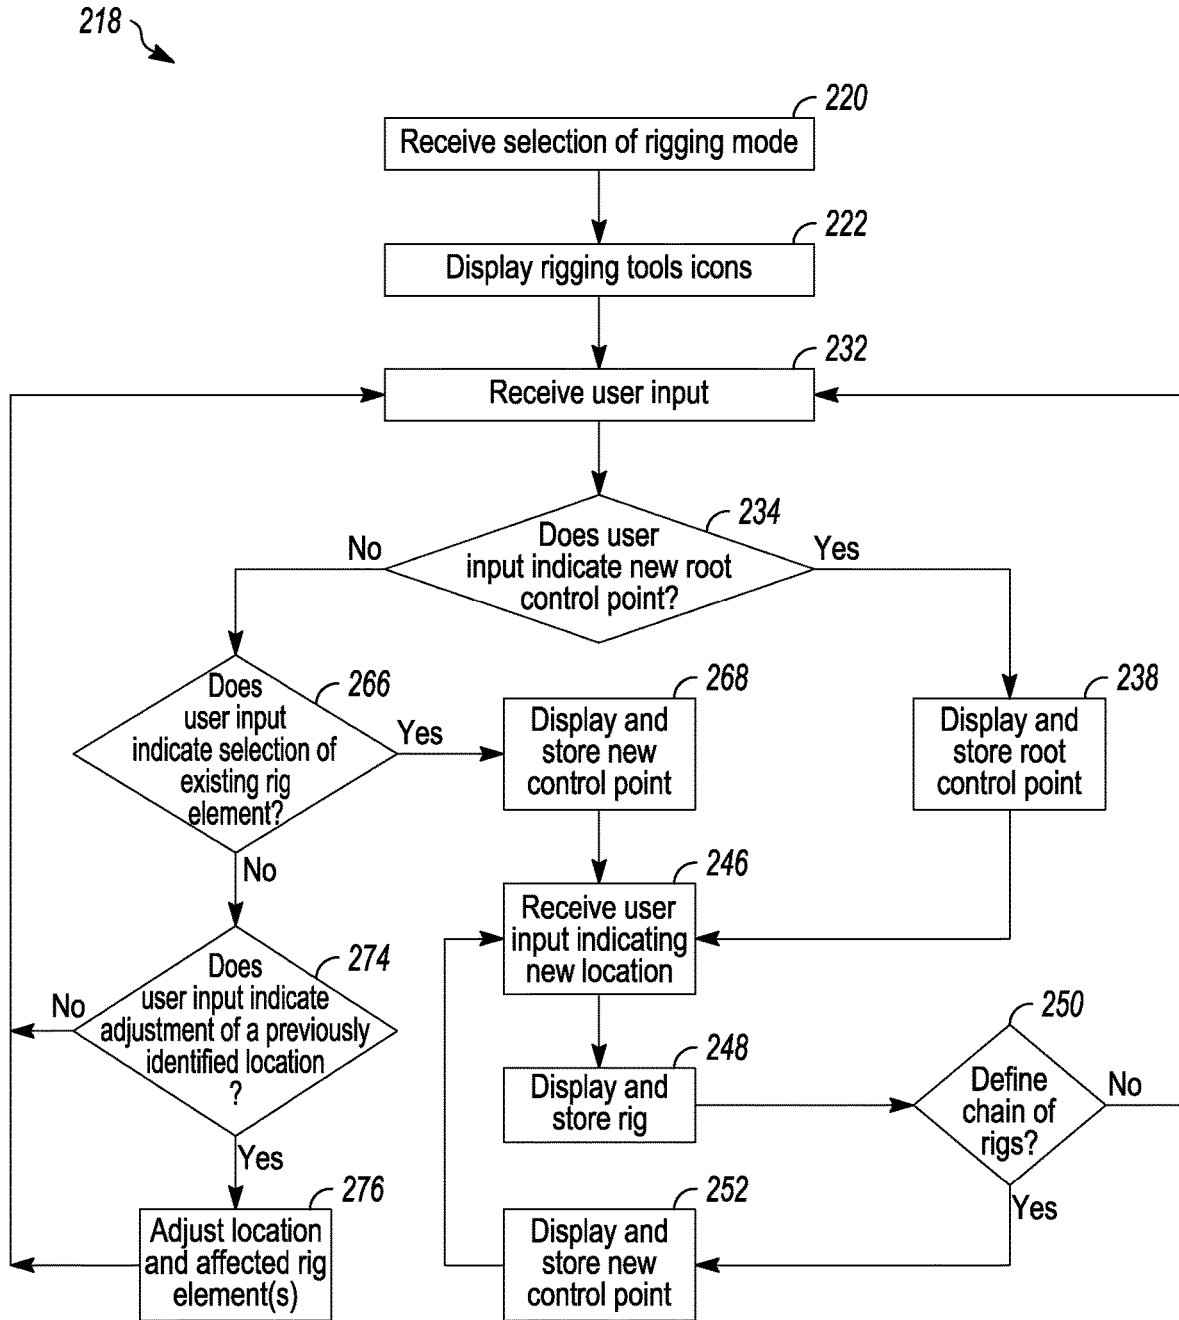 218
220
Receive selection of rigging mode
222
Display rigging tools icons
232
Receive user input
234
Does user
input indicate new root
control point?
No
Yes
266
Does
user input
indicate selection of
existing rig
element?
Yes
No
268
Display and
store new
control point
238
Display and
store root
control point
246
Receive user
input indicating
new location
274
Does
user input indicate
adjustment of a previously
identified location
?
No
Yes
248
Display and
store rig
250
Define
chain of
rigs?
No
Yes
276
Adjust location
and affected rig
element(s)
252
Display and
store new
control point